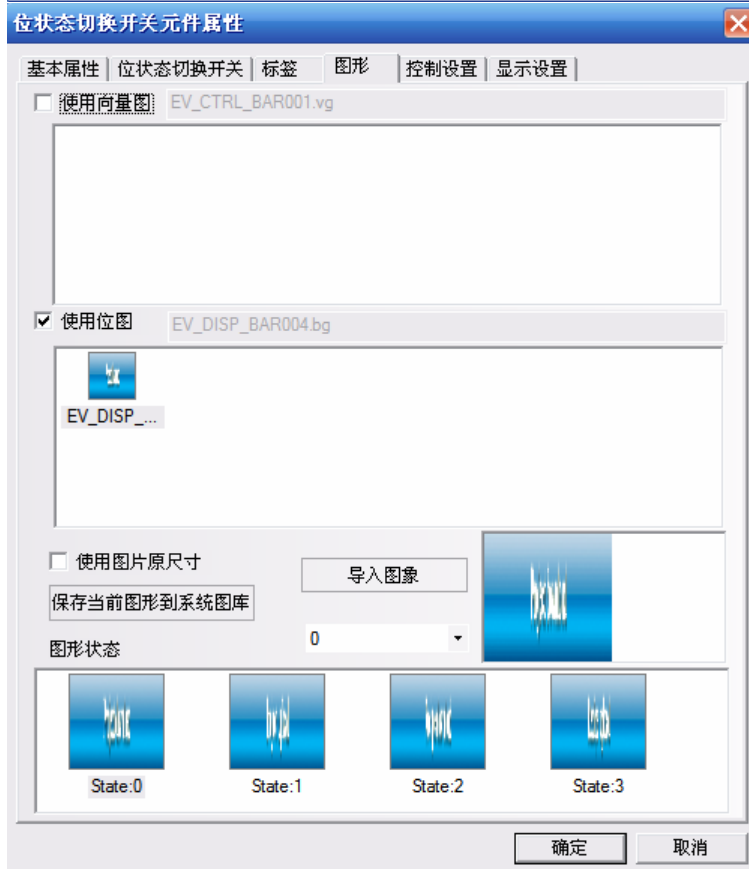 位状态切换开关元件属性
基本属性 位状态切换开关 标签 图形 控制设置 显示设置
使用向量图 EV_CTRL_BAR001.vg
使用位图 EV_DISP_BAR004.bg
EV_DISP_...
使用图片原尺寸
导入图象
保存当前图形到系统图库
0
图形状态
State:0 State:1 State:2 State:3
确定 取消